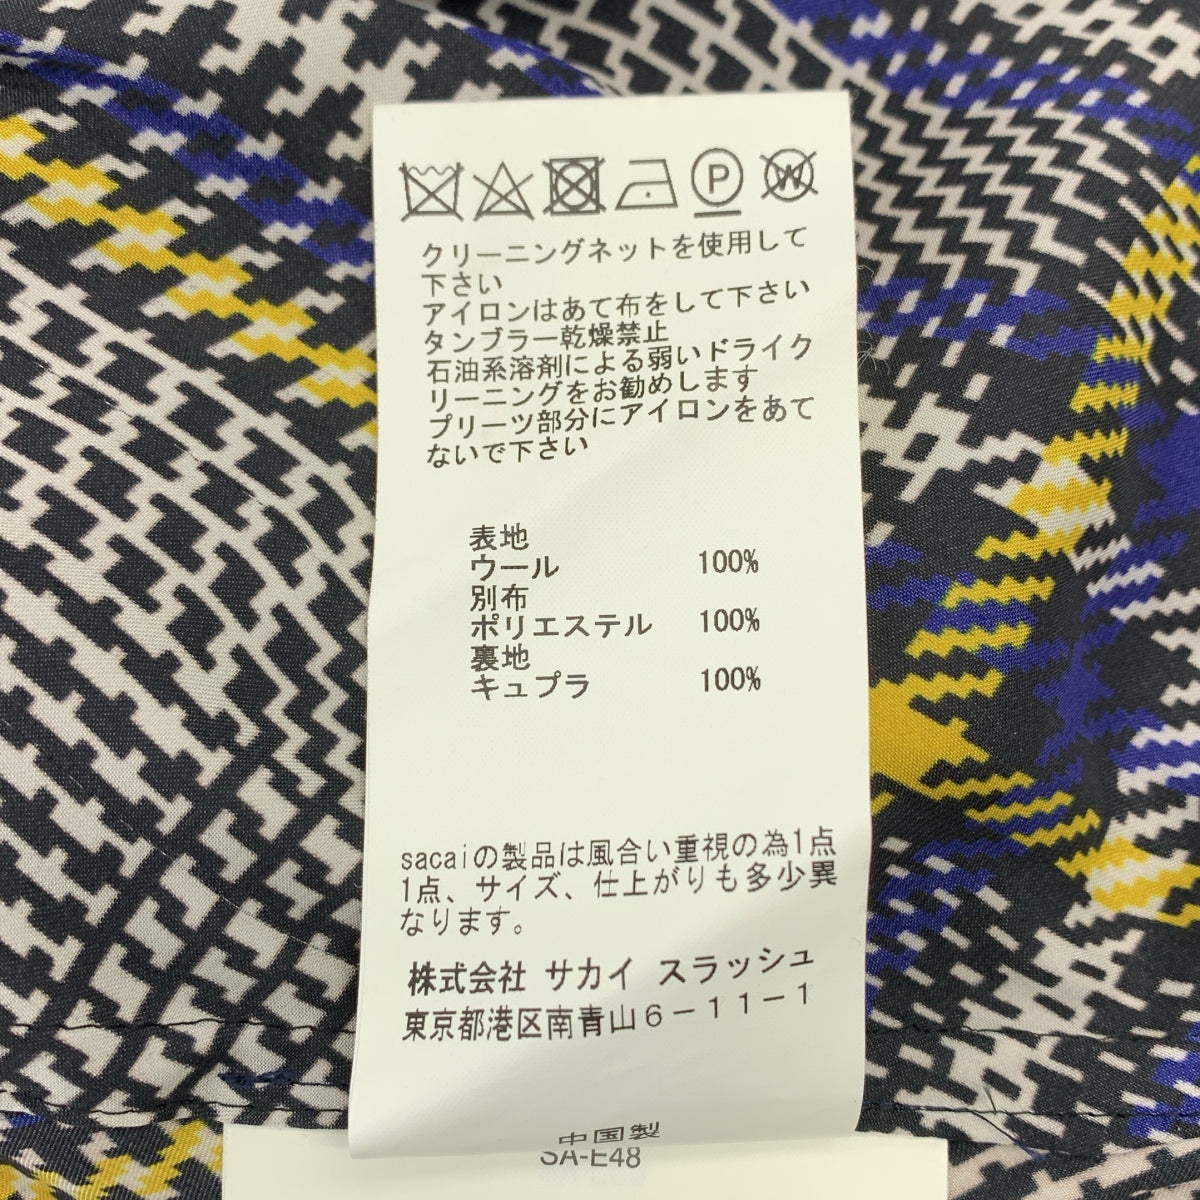 P W
クリーニングネットを使用して
下さい
アイロンはあて布をして下さい
タンブラー乾燥禁止
石油系溶剤による弱いドライク
リーニングをお勧めします
プリーツ部分にアイロンをあて
ないで下さい
表地
ウール 100%
別布
ポリエステル 100%
裏地
キュプラ 100%
sacaiの製品は風合い重視の為1点
1点、サイズ、仕上がりも多少異
なります。
株式会社 サカイ スラッシュ
東京都港区南青山6-11-1
中国製
SA-E48